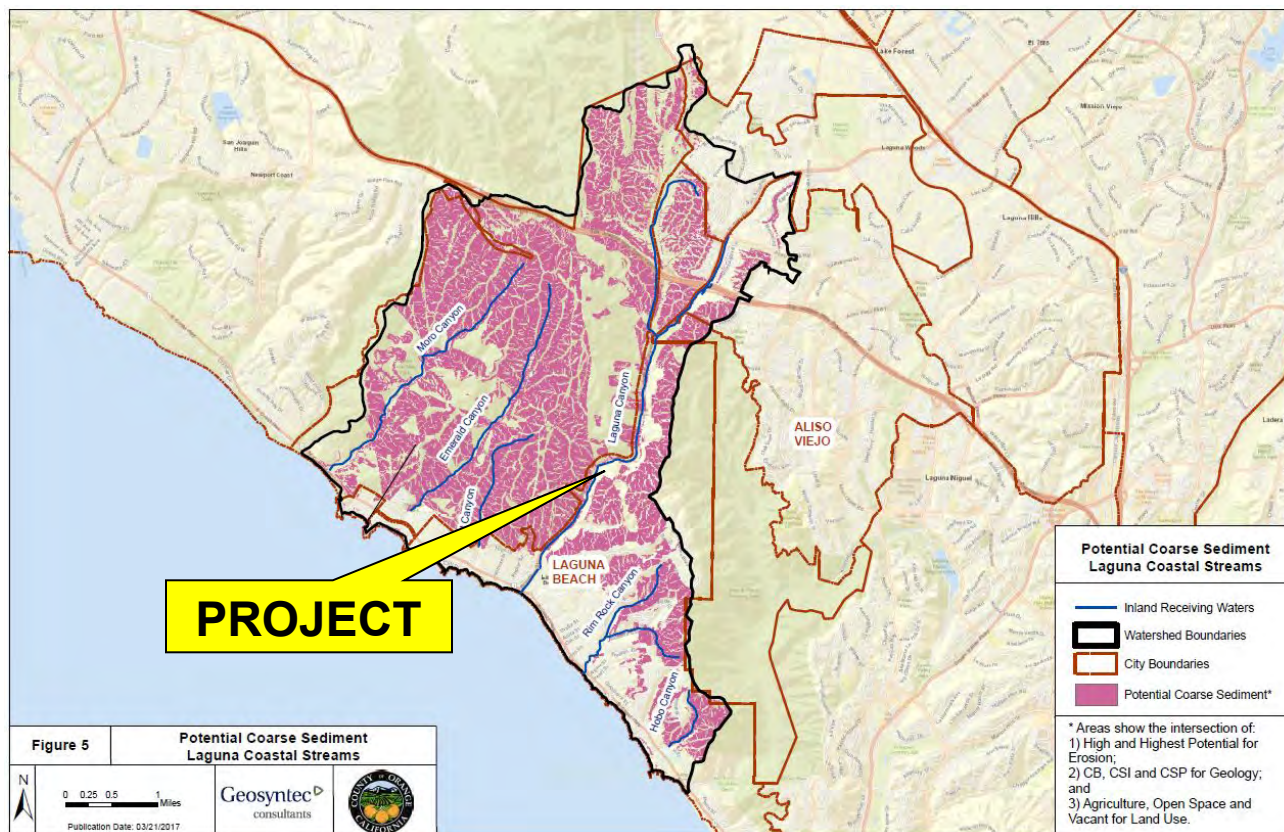 Lake Forest
El Toro
Mission Viejo
San Joaquin
Hills
Newport Coast
Laguna Woods
Laguna Hills
Moro Canyon
Emerald Canyon
Canyon
Laguna Canyon
ALISO
VIEJO
Laguna Niguel
Ladera
LAGUNA
BEACH
Rim Rock Canyon
Hobo Canyon
PROJECT
Potential Coarse Sediment
Laguna Coastal Streams
Inland Receiving Waters
Watershed Boundaries
City Boundaries
Potential Coarse Sediment*
* Areas show the intersection of:
1) High and Highest Potential for
Erosion;
2) CB, CSI and CSP for Geology;
and
3) Agriculture, Open Space and
Vacant for Land Use.
Figure 5
Potential Coarse Sediment
Laguna Coastal Streams
N
0 0.25 0.5 1
Miles
Publication Date: 03/21/2017
Geosyntec
consultants
COUNTY OF ORANGE
CALIFORNIA